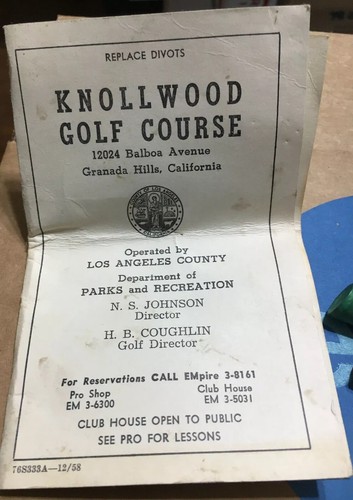 REPLACE DIVOTS
KNOLLWOOD
GOLF COURSE
12024 Balboa Avenue
Granada Hills, California
Operated by
LOS ANGELES COUNTY
Department of
PARKS and RECREATION
N. S. JOHNSON
Director
H. B. COUGHLIN
Golf Director
For Reservations CALL EMpire 3-8161
Pro Shop
EM 3-6300
Club House
EM 3-5031
CLUB HOUSE OPEN TO PUBLIC
SEE PRO FOR LESSONS
76S333A—12/58